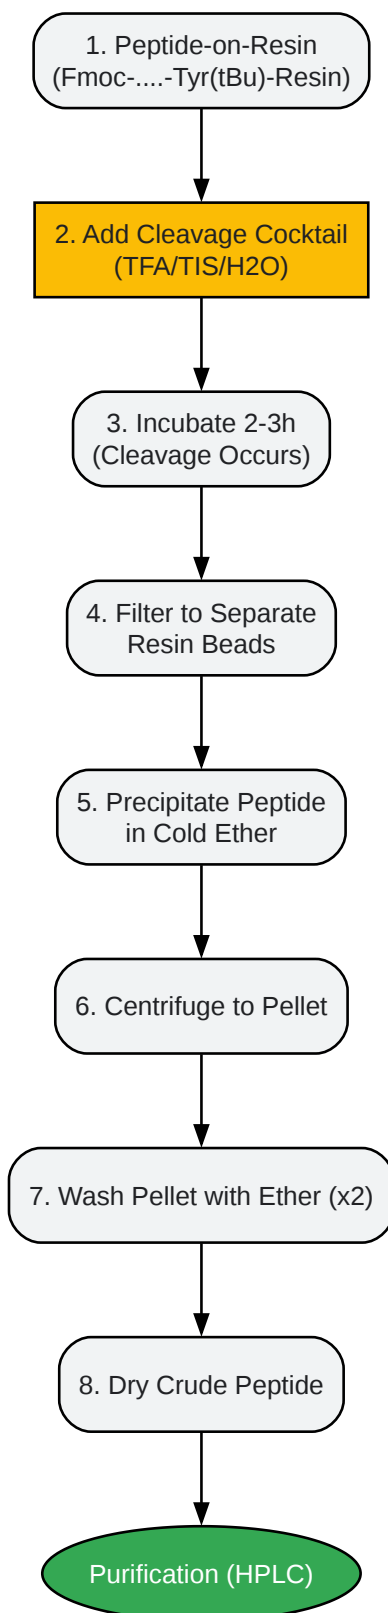 1. Peptide-on-Resin
(Fmoc-....-Tyr(tBu)-Resin)
2. Add Cleavage Cocktail
(TFA/TIS/H2O)
3. Incubate 2-3h
(Cleavage Occurs)
4. Filter to Separate
Resin Beads
5. Precipitate Peptide
in Cold Ether
6. Centrifuge to Pellet
7. Wash Pellet with Ether (x2)
8. Dry Crude Peptide
Purification (HPLC)